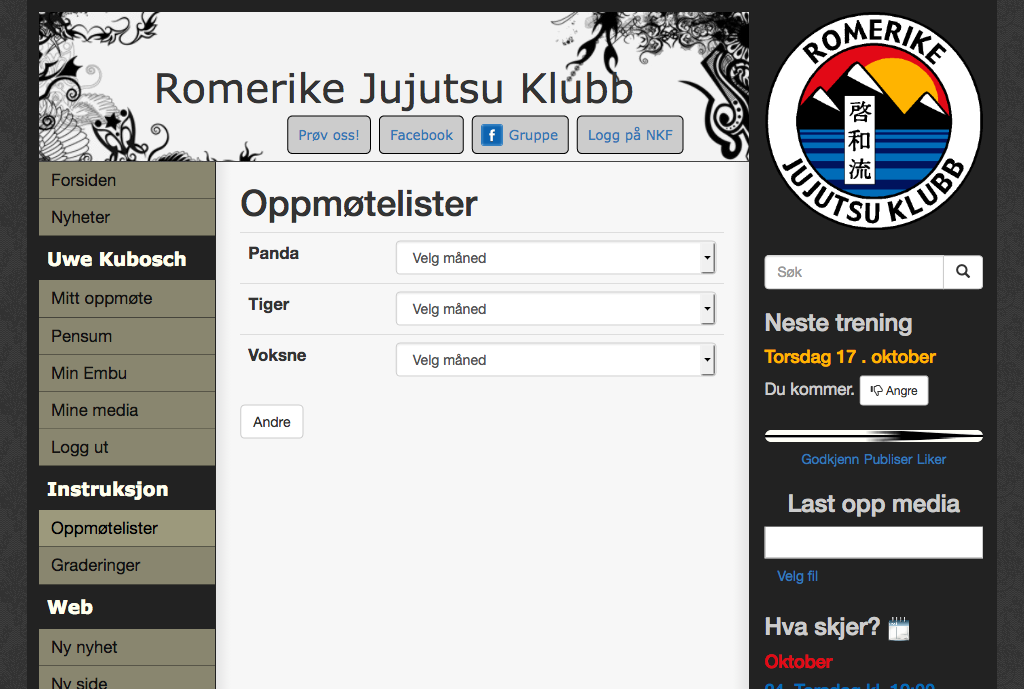 Romerike Jujutsu Klubb
Prøv oss!
Facebook
f Gruppe
Logg på NKF
Forsiden
Nyheter
Uwe Kubosch
Mitt oppmøte
Pensum
Min Embu
Mine media
Logg ut
Instruksjon
Oppmøtelister
Graderinger
Web
Ny nyhet
Ny side
Oppmøtelister
Panda
Velg måned
Tiger
Velg måned
Voksne
Velg måned
Andre
ROMERIKE
啓和流
JUJUTSU KLUBB
Søk
Neste trening
Torsdag 17 . oktober
Du kommer.
Angre
Godkjenn Publiser Liker
Last opp media
Velg fil
Hva skjer?
Oktober